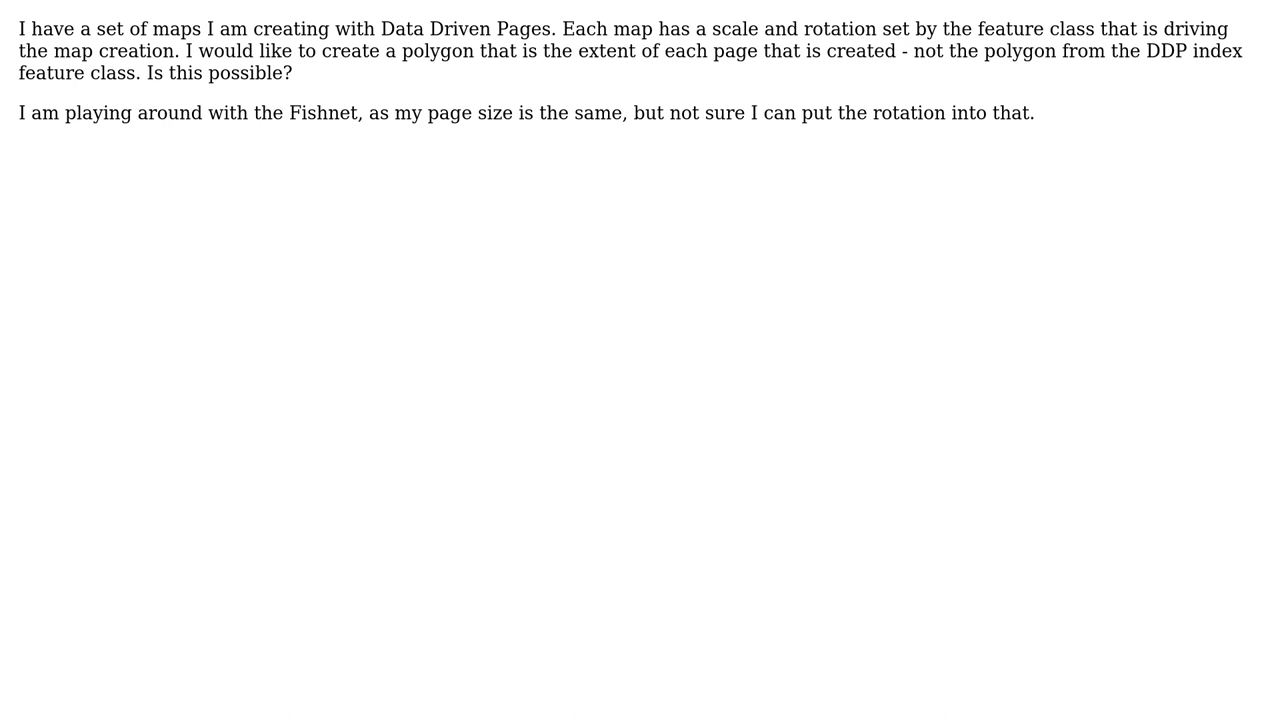 I have a set of maps I am creating with Data Driven Pages. Each map has a scale and rotation set by the feature class that is driving
the map creation. I would like to create a polygon that is the extent of each page that is created - not the polygon from the DDP index
feature class. Is this possible?
I am playing around with the Fishnet, as my page size is the same, but not sure I can put the rotation into that.